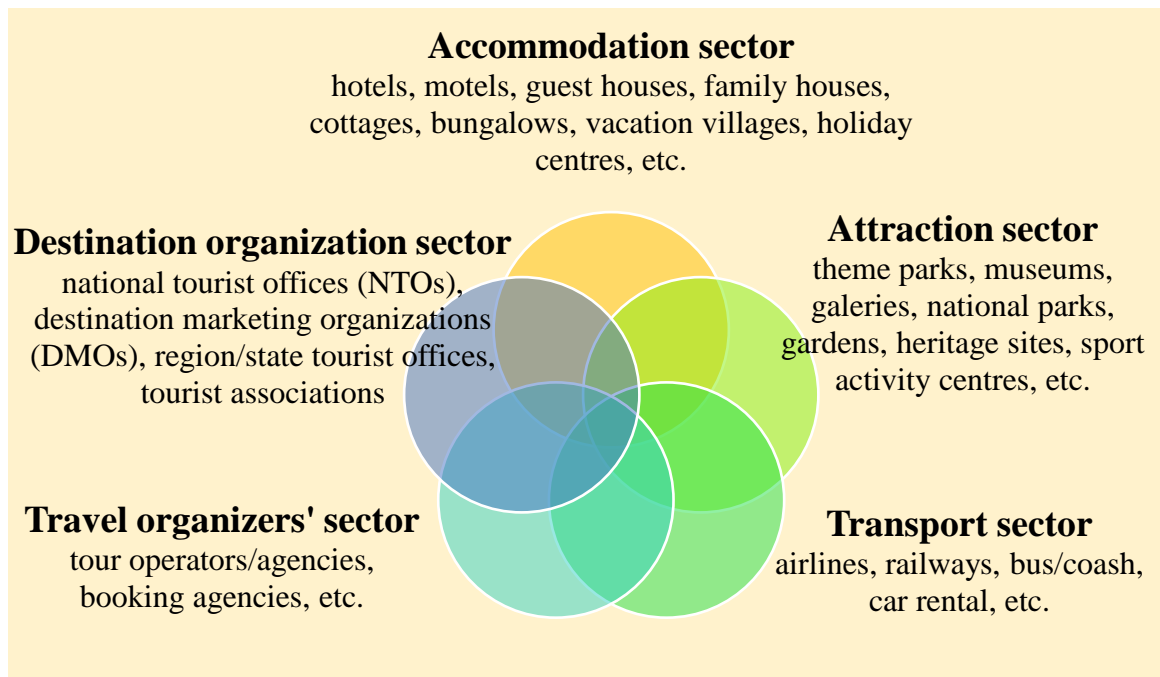 Accommodation sector
hotels, motels, guest houses, family houses,
cottages, bungalows, vacation villages, holiday
centres, etc.
Destination organization sector
national tourist offices (NTOs),
destination marketing organizations
(DMOs), region/state tourist offices,
tourist associations
Attraction sector
theme parks, museums,
galeries, national parks,
gardens, heritage sites, sport
activity centres, etc.
Travel organizers' sector
tour operators/agencies,
booking agencies, etc.
Transport sector
airlines, railways, bus/coash,
car rental, etc.